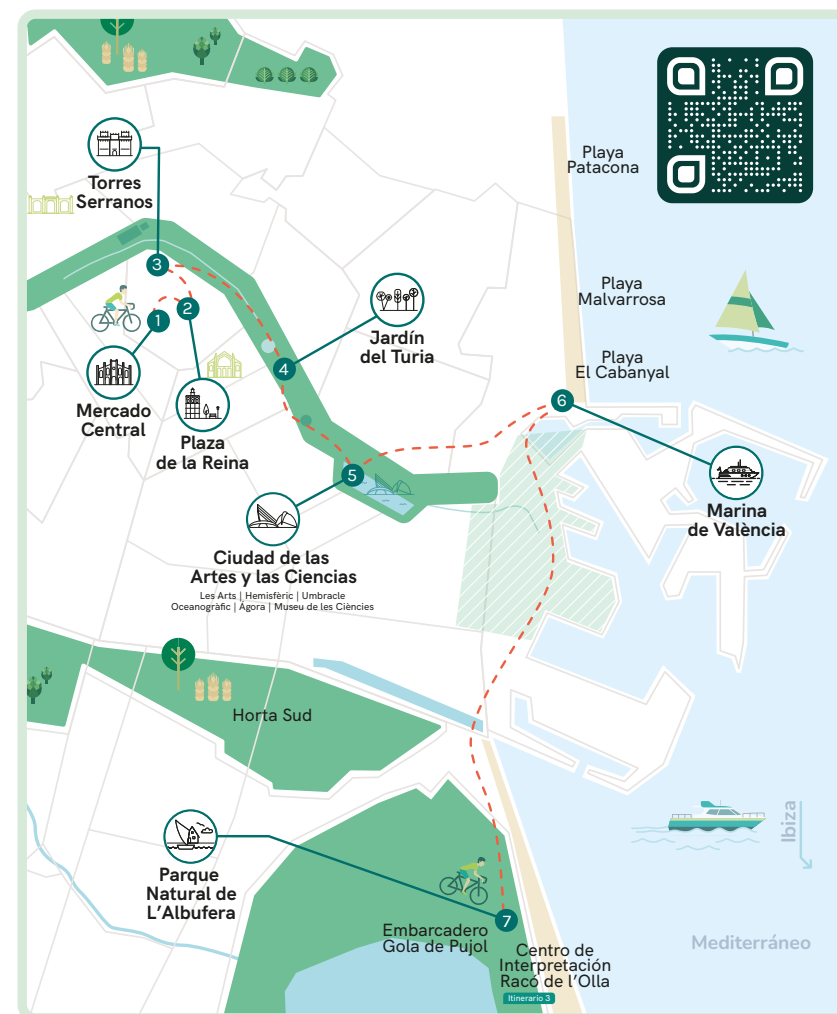 Playa
Patacona
Torres
Serranos
3
Playa
Malvarrosa
2
1
Jardín
del Turia
Playa
El Cabanyal
4
6
Mercado
Central
Plaza
de la Reina
5
Marina
de València
Ciudad de las
Artes y las Ciencias
Les Arts | Hemisfèric | Umbracle
Oceanogràfic | Ágora | Museu de les Ciències
Horta Sud
Ibiza
Parque
Natural de
L'Albufera
7
Embarcadero
Gola de Pujol
Centro de
Interpretación
Racó de l'Olla
Itinerario 3
Mediterráneo